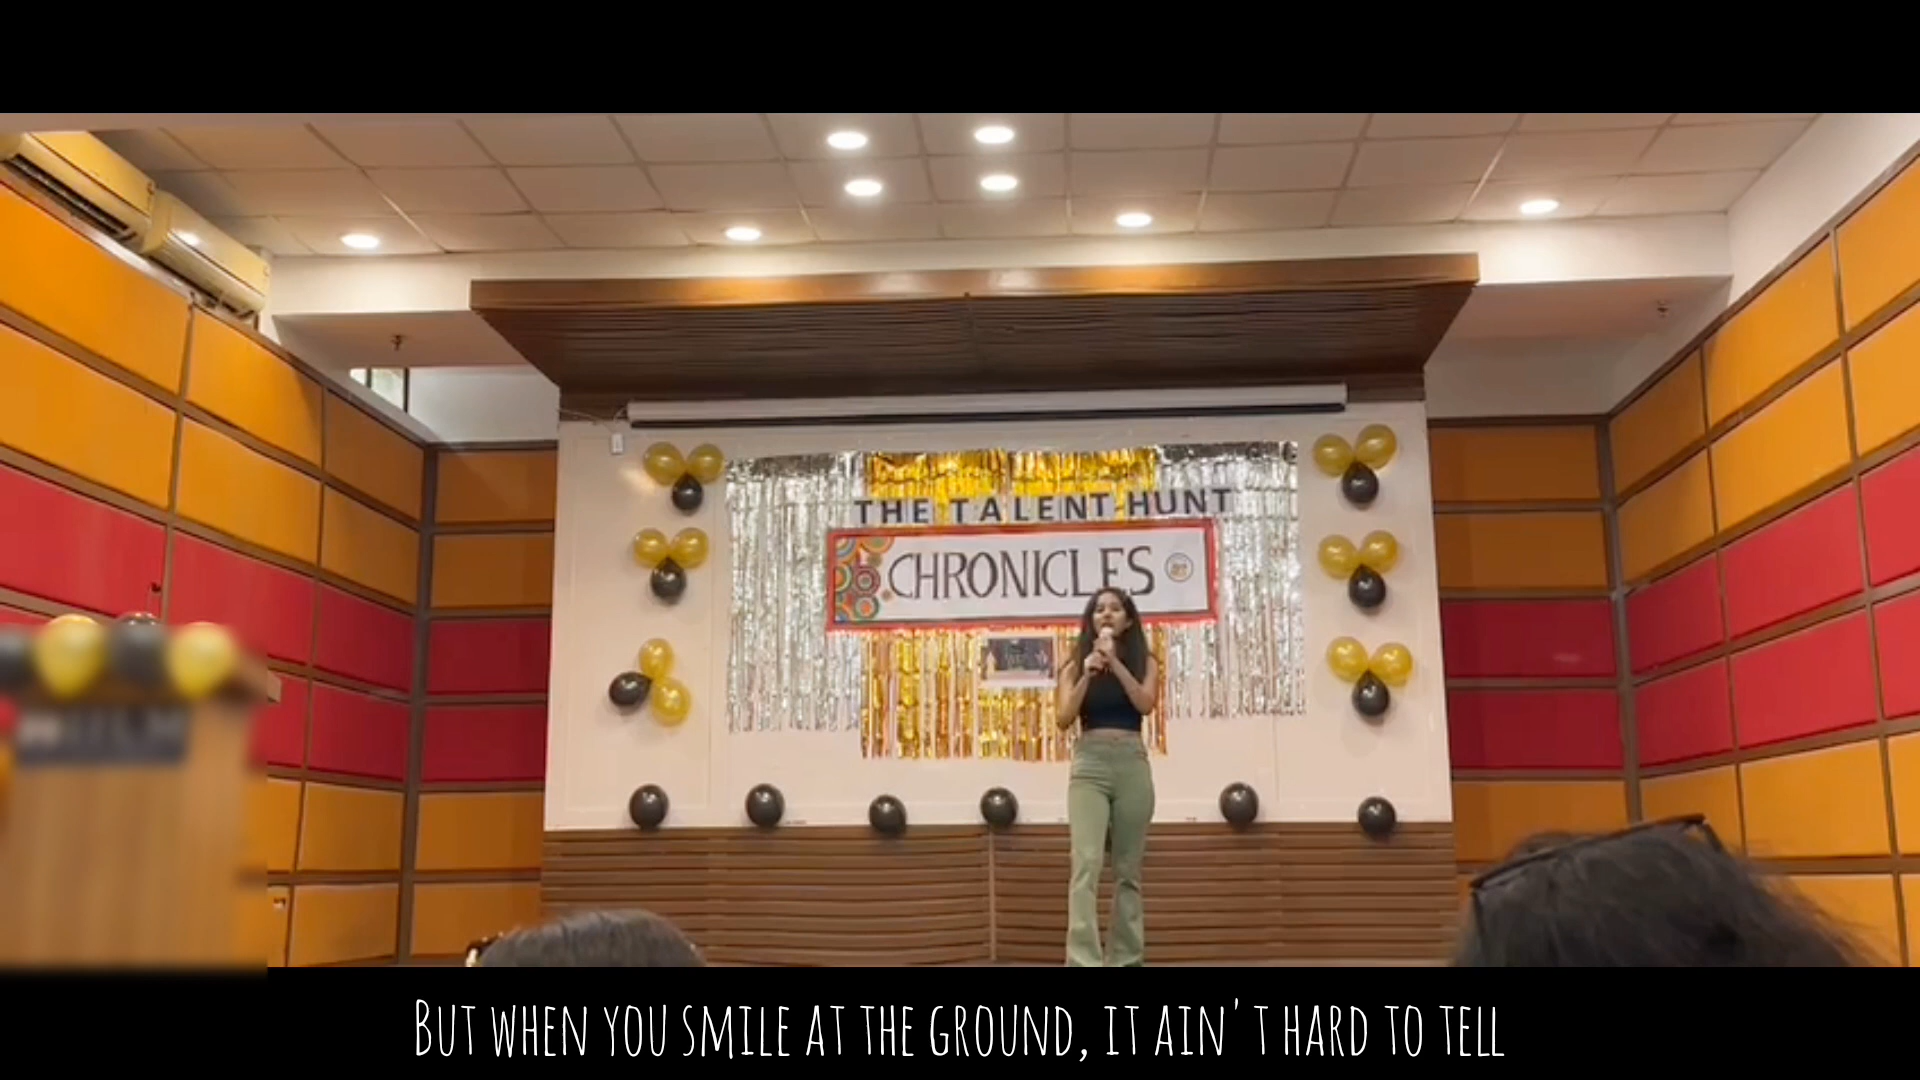 THE TALENT HUNT
CHRONICLES
But when you smile at the ground, it ain't hard to tell